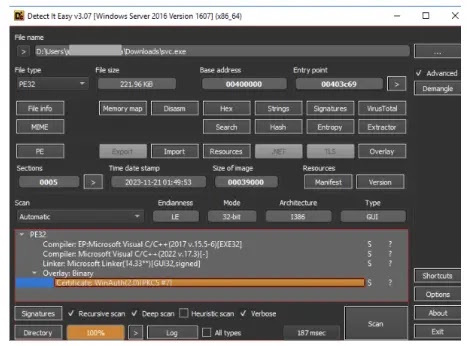 Detect It Easy v3.07 [Windows Server 2016 Version 1607] (x86_64)
File name
> D:\Users\ \Downloads\svc.exe ...
File type File size Base address Entry point Advanced
PE32 221.96 KiB 00400000 00403c69 > Demangle
File info Memory map Disasm Hex Strings Signatures VirusTotal
MIME Search Hash Entropy Extractor
PE Export Import Resources .NET TLS Overlay
Sections Time date stamp Size of image Resources
0005 > 2023-11-21 01:49:53 00039000 Manifest Version
Scan Endianness Mode Architecture Type
Automatic LE 32-bit I386 GUI
PE32
Compiler: EP:Microsoft Visual C/C++(2017 v.15.5-6)[EXE32] S ?
Compiler: Microsoft Visual C/C++(2022 v.17.3)[-] S ?
Linker: Microsoft Linker(14.33**)[GUI32,signed] S ?
Overlay: Binary
Certificate: WinAuth(2.0)[PKCS #7] S ?
Shortcuts
Options
Signatures Recursive scan Deep scan Heuristic scan Verbose Scan About
Directory 100% > Log All types 187 msec Exit